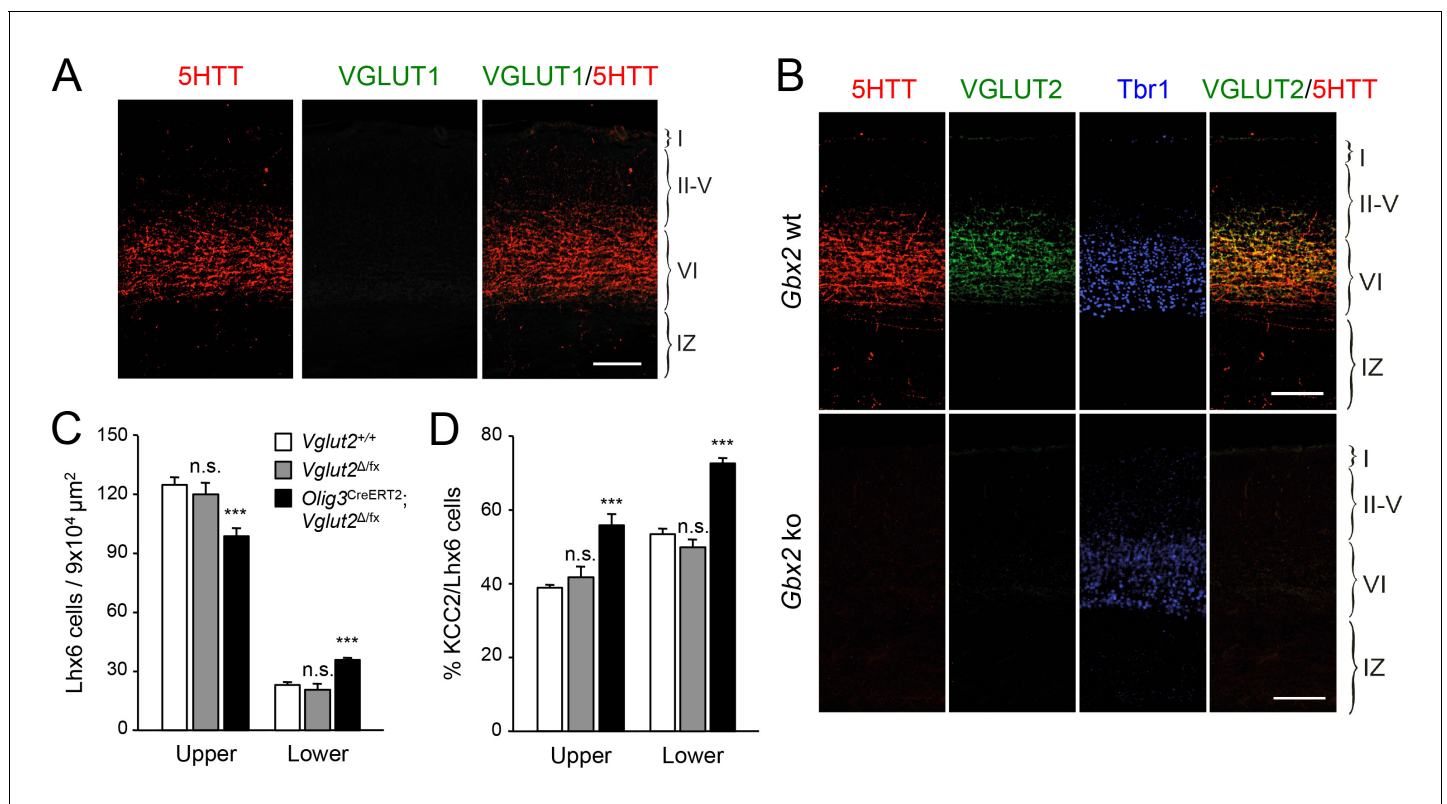 A
5HTT VGLUT1 VGLUT1/5HTT
I
II-V
VI
IZ
B
5HTT VGLUT2 Tbr1 VGLUT2/5HTT
Gbx2 wt
I
II-V
VI
IZ
Gbx2 ko
I
II-V
VI
IZ
C
Lhx6 cells / 9x10⁴ µm²
150
120
90
60
30
0
n.s.
***
n.s.
***
Upper Lower
Vglut2+/+
Vglut2Δ/fx
Olig3CreERT2;
Vglut2Δ/fx
D
% KCC2/Lhx6 cells
80
60
40
20
0
n.s.
***
n.s.
***
Upper Lower